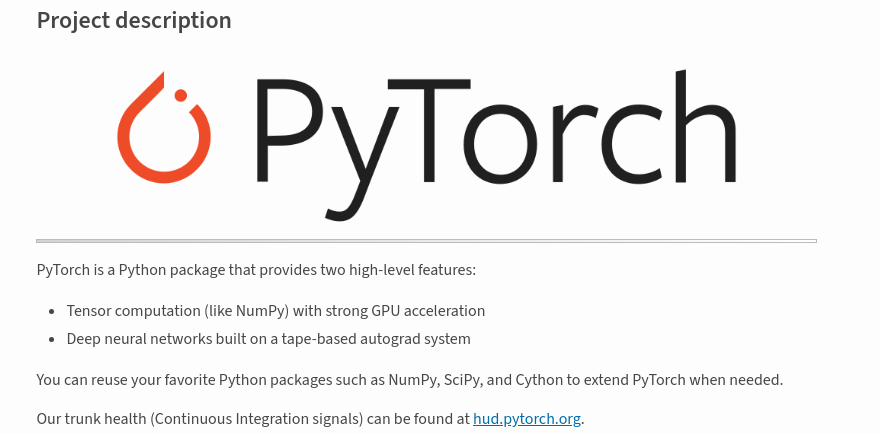 Project description
PyTorch
PyTorch is a Python package that provides two high-level features:
Tensor computation (like NumPy) with strong GPU acceleration
Deep neural networks built on a tape-based autograd system
You can reuse your favorite Python packages such as NumPy, SciPy, and Cython to extend PyTorch when needed.
Our trunk health (Continuous Integration signals) can be found at hud.pytorch.org.